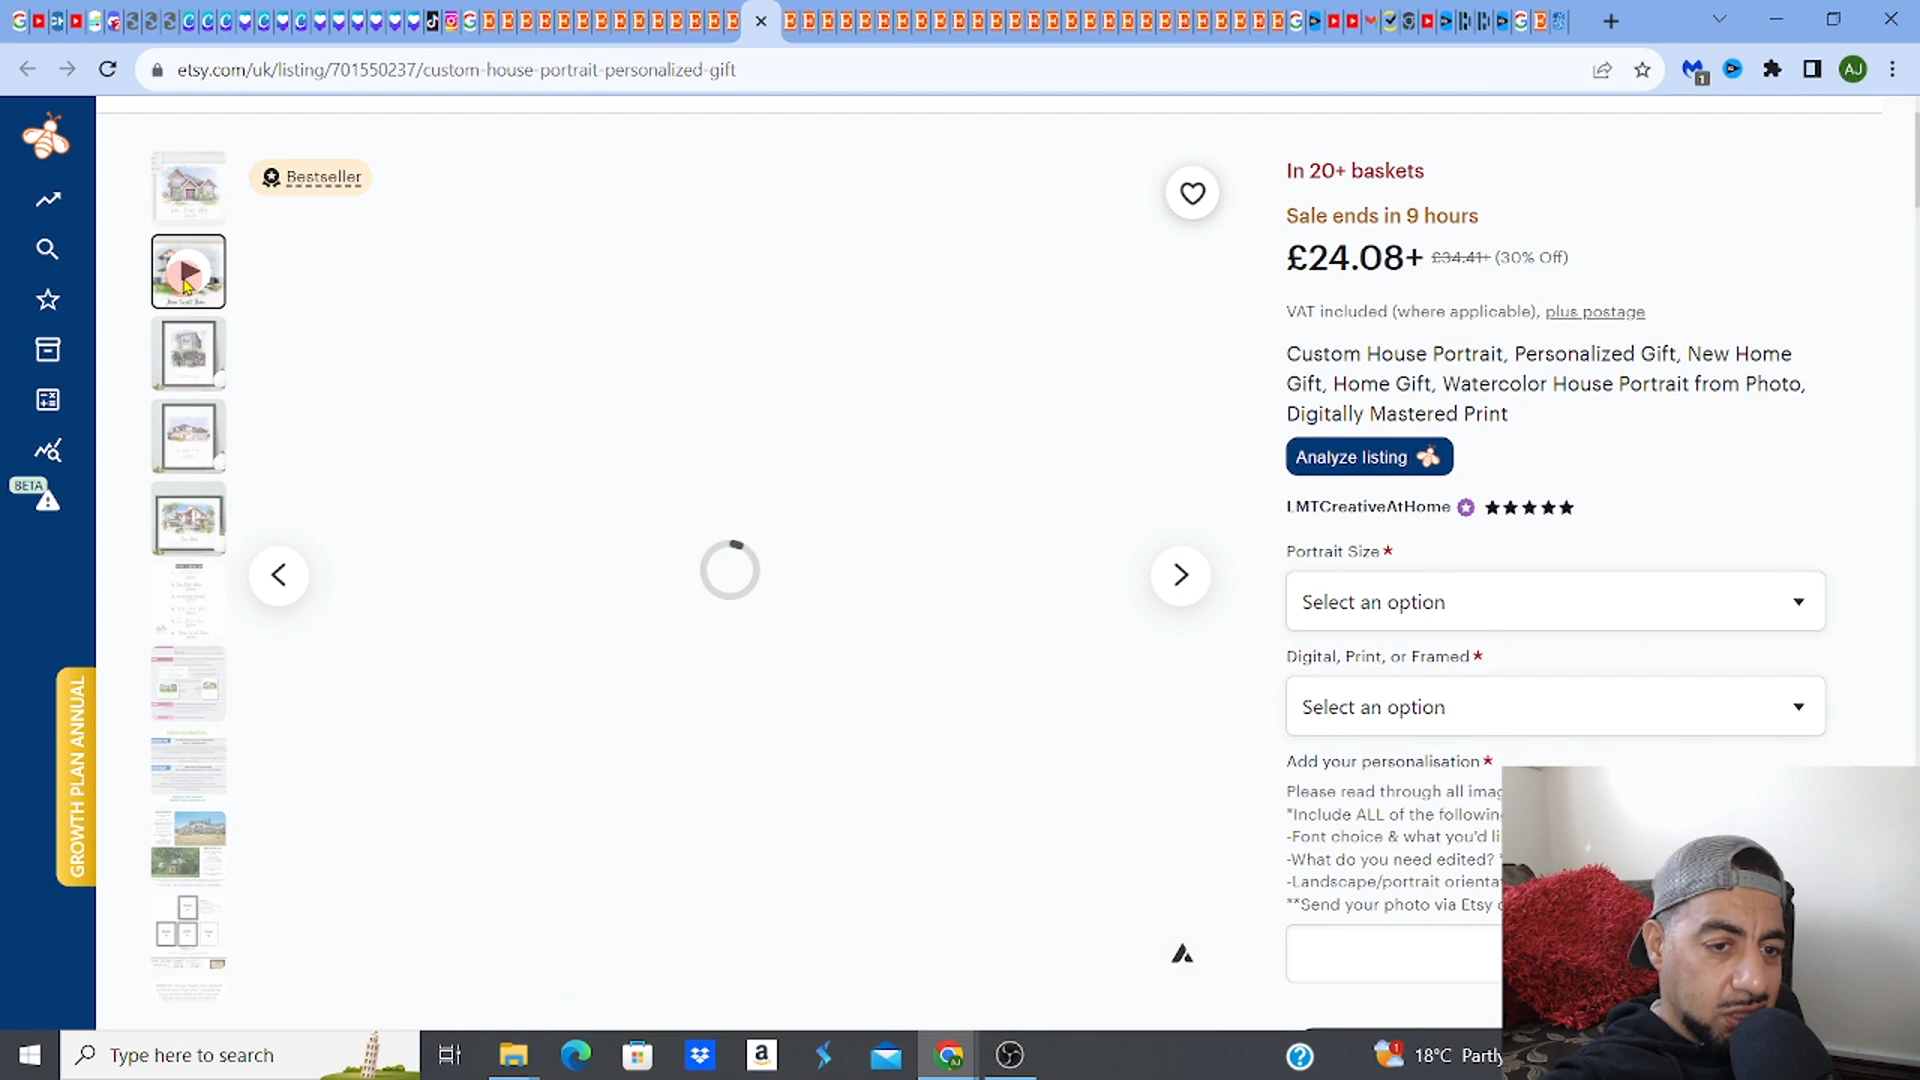 etsy.com/uk/listing/701550237/custom-house-portrait-personalized-gift
1
AJ
Bestseller
In 20+ baskets
Sale ends in 9 hours
£24.08+ £34.41+ (30% Off)
VAT included (where applicable), plus postage
Custom House Portrait, Personalized Gift, New Home
Gift, Home Gift, Watercolor House Portrait from Photo,
Digitally Mastered Print
Analyze listing
LMTCreativeAtHome
Portrait Size *
Select an option
Digital, Print, or Framed *
Select an option
Add your personalisation *
Please read through all imag
*Include ALL of the following
-Font choice & what you'd li
-What do you need edited? *
-Landscape/portrait orienta
**Send your photo via Etsy
BETA
GROWTH PLAN ANNUAL
Type here to search
1
18°C Partly